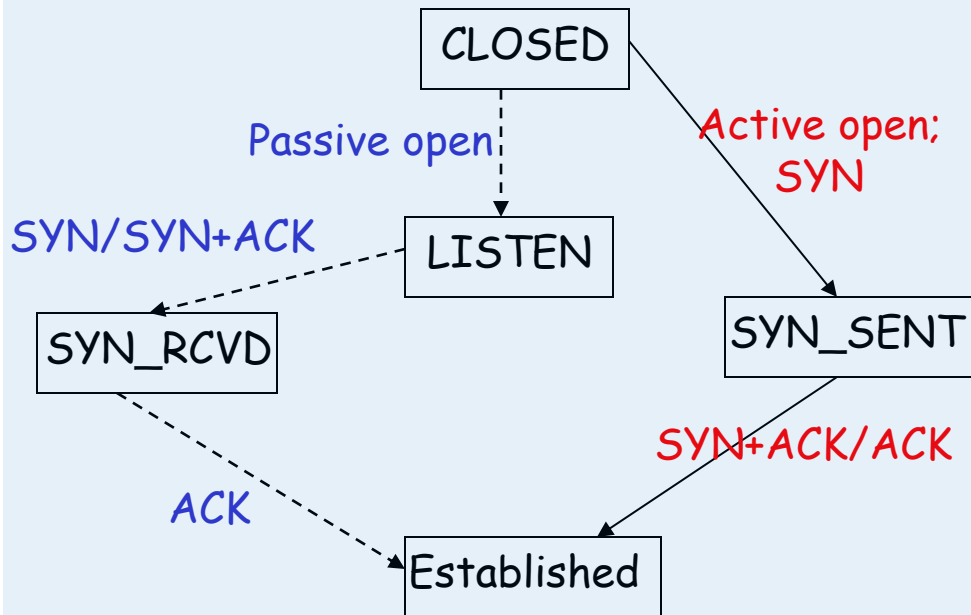 CLOSED
Passive open
Active open;
SYN
SYN/SYN+ACK
LISTEN
SYN_RCVD
SYN_SENT
SYN+ACK/ACK
ACK
Established